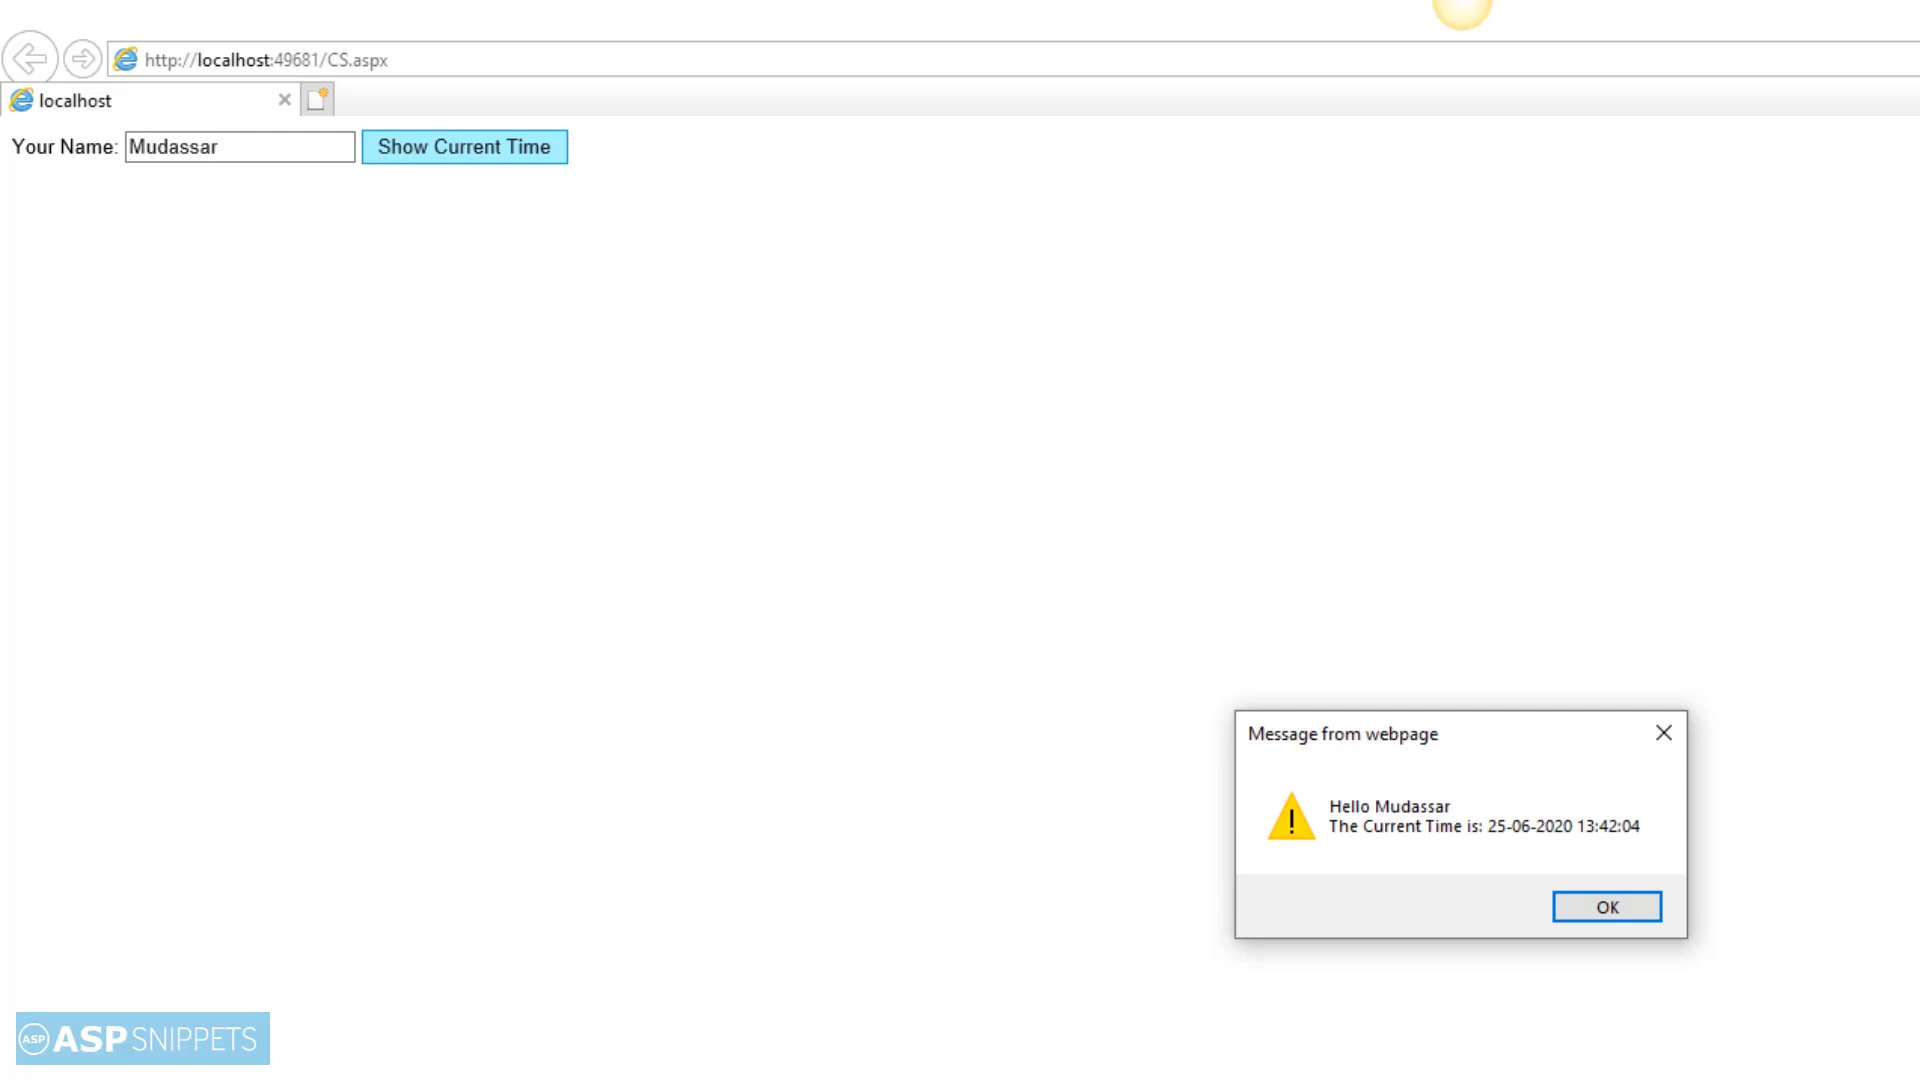 http://localhost:49681/CS.aspx
localhost
Your Name: Mudassar Show Current Time
Message from webpage
Hello Mudassar
The Current Time is: 25-06-2020 13:42:04
OK
ASP ASPSNIPPETS